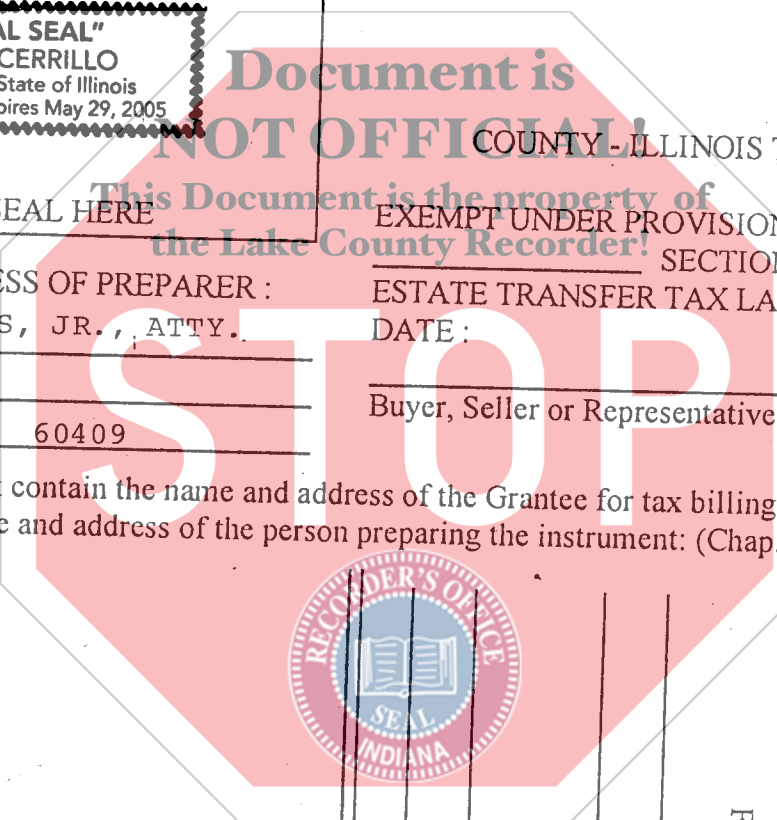 AL SEAL"
CERRILLO
State of Illinois
pires May 29, 2005
Document is
NOT OFFICIAL!
This Document is the property of
the Lake County Recorder!
COUNTY - ILLINOIS
SEAL HERE
EXEMPT UNDER PROVISION
SECTION
ESS OF PREPARER :
ESTATE TRANSFER TAX LA
S, JR., ATTY.
DATE :
STOP
Buyer, Seller or Representative
60409
contain the name and address of the Grantee for tax billing
e and address of the person preparing the instrument: (Chap.
RECORDER'S OFFICE
SEAL
INDIANA